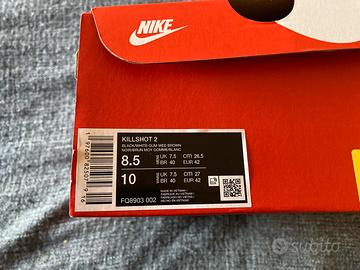 NIKE
KILLSHOT 2
BLACK/WHITE-GUM MED BROWN
NOIR/BRUN MOY GOMME/BLANC
8.5 UK 7.5 CITI 26.5
BR 40 EUR 42
10 UK 7.5 CITI 27
BR 40 EUR 42
FQ8903 002
MADE IN VIETNAM
subito